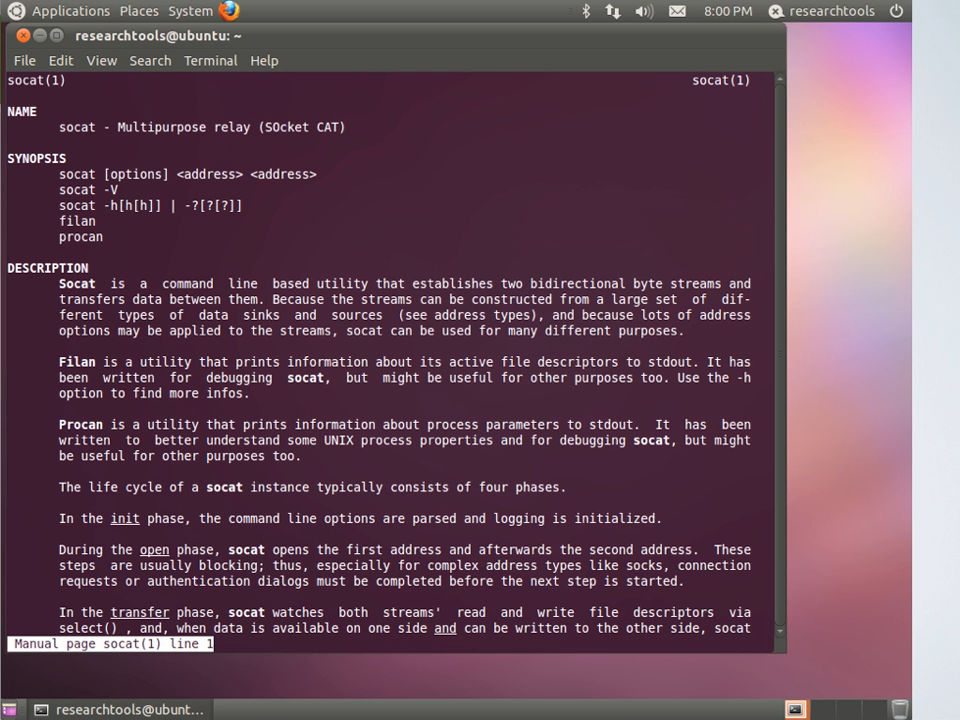 Applications Places System 8:00 PM researchtools
researchtools@ubuntu: ~
File Edit View Search Terminal Help
socat(1) socat(1)
NAME
socat - Multipurpose relay (SOcket CAT)
SYNOPSIS
socat [options] <address> <address>
socat -V
socat -h[h[h]] | -?[?[?]]
filan
procan
DESCRIPTION
Socat is a command line based utility that establishes two bidirectional byte streams and
transfers data between them. Because the streams can be constructed from a large set of dif-
ferent types of data sinks and sources (see address types), and because lots of address
options may be applied to the streams, socat can be used for many different purposes.
Filan is a utility that prints information about its active file descriptors to stdout. It has
been written for debugging socat, but might be useful for other purposes too. Use the -h
option to find more infos.
Procan is a utility that prints information about process parameters to stdout. It has been
written to better understand some UNIX process properties and for debugging socat, but might
be useful for other purposes too.
The life cycle of a socat instance typically consists of four phases.
In the init phase, the command line options are parsed and logging is initialized.
During the open phase, socat opens the first address and afterwards the second address. These
steps are usually blocking; thus, especially for complex address types like socks, connection
requests or authentication dialogs must be completed before the next step is started.
In the transfer phase, socat watches both streams' read and write file descriptors via
select() , and, when data is available on one side and can be written to the other side, socat
Manual page socat(1) line 1
researchtools@ubunt...